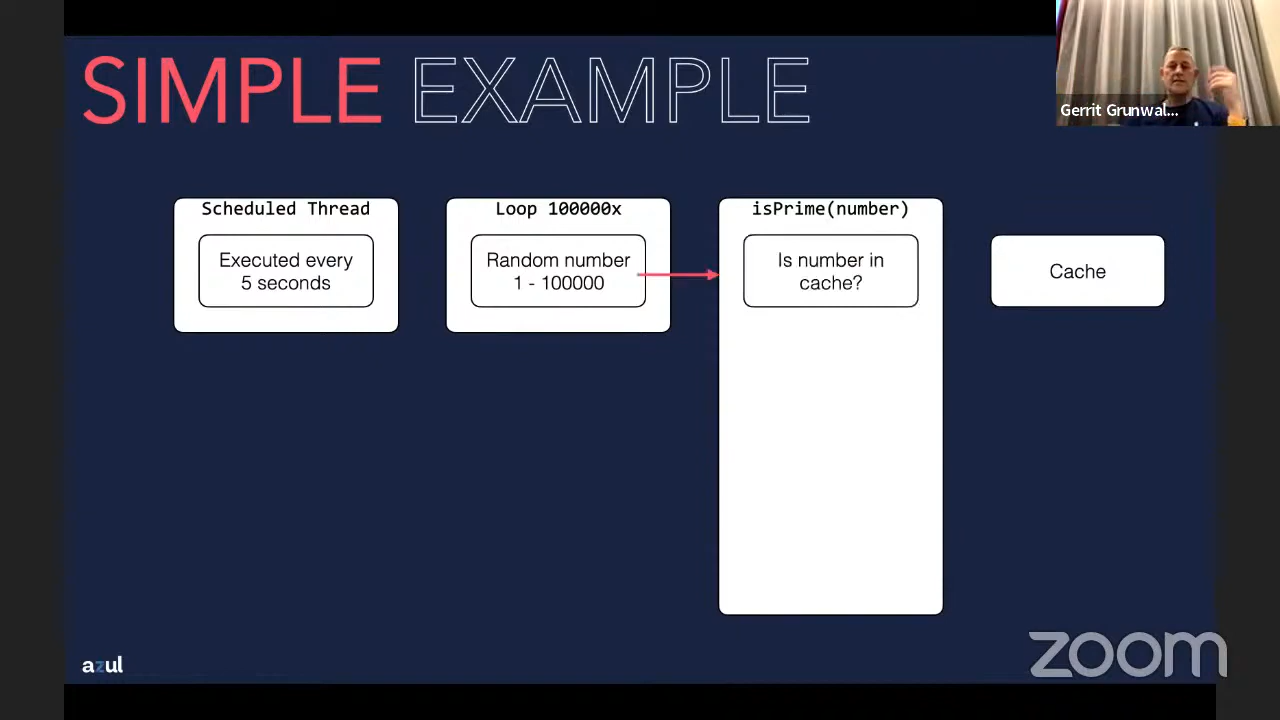 SIMPLE EXAMPLE
Gerrit Grunwal...
Scheduled Thread
Executed every
5 seconds
Loop 100000x
Random number
1 - 100000
isPrime(number)
Is number in
cache?
Cache
azul
zoom